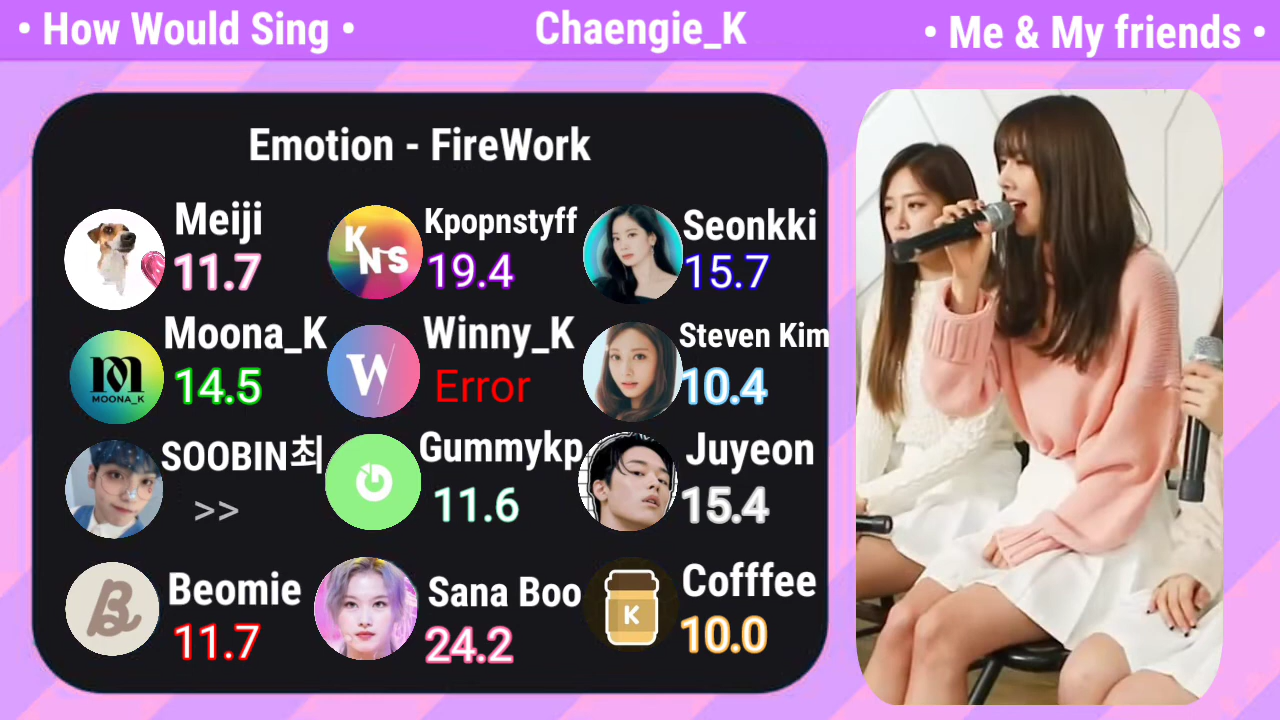 • How Would Sing •
Chaengie_K
• Me & My friends •
Emotion - FireWork
Meiji
11.7
KNS
Kpopnstyff
19.4
Seonkki
15.7
M
MOONA_K
Moona_K
14.5
W
Winny_K
Error
Steven Kim
10.4
SOOBIN최
>>
G
Gummykp
11.6
Juyeon
15.4
B
Beomie
11.7
Sana Boo
24.2
K
Cofffee
10.0